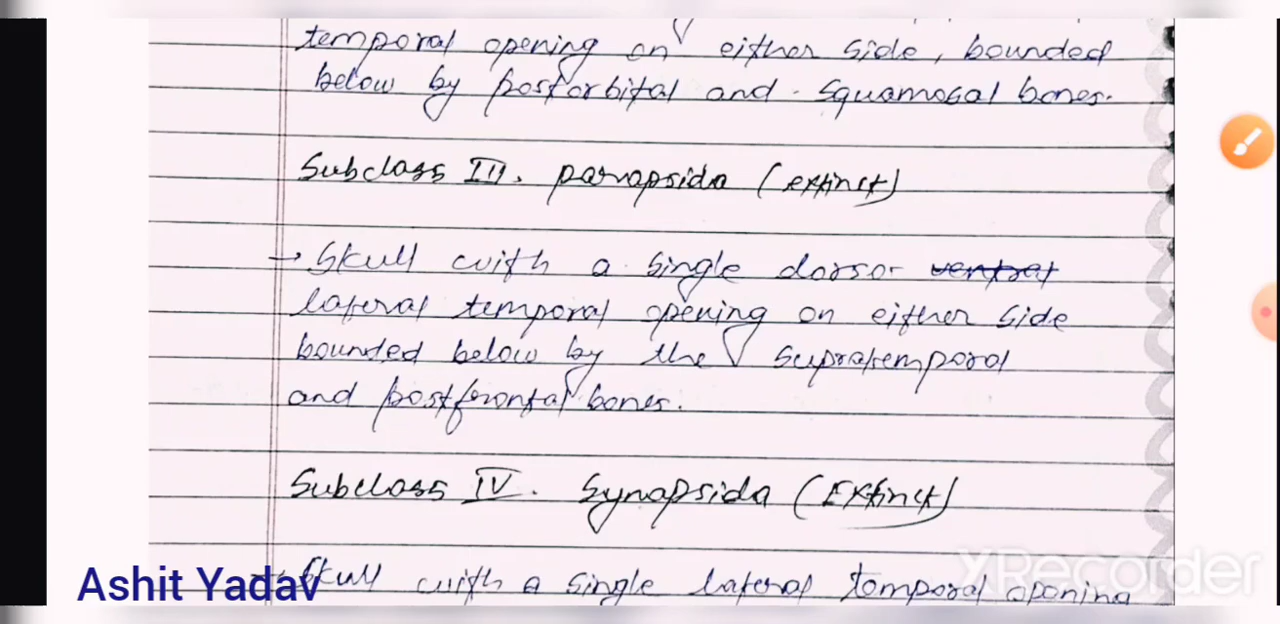 temporal opening on either side, bounded
below by postorbital and squamosal bones.
Subclass III. parapsida (extinct)
→ Skull with a single dorso- ventral
lateral temporal opening on either side
bounded below by the supratemporal
and postfrontal bones.
Subclass IV. Synapsida (Extinct)
→ Skull with a single lateral temporal opening
Ashit Yadav
XRecorder